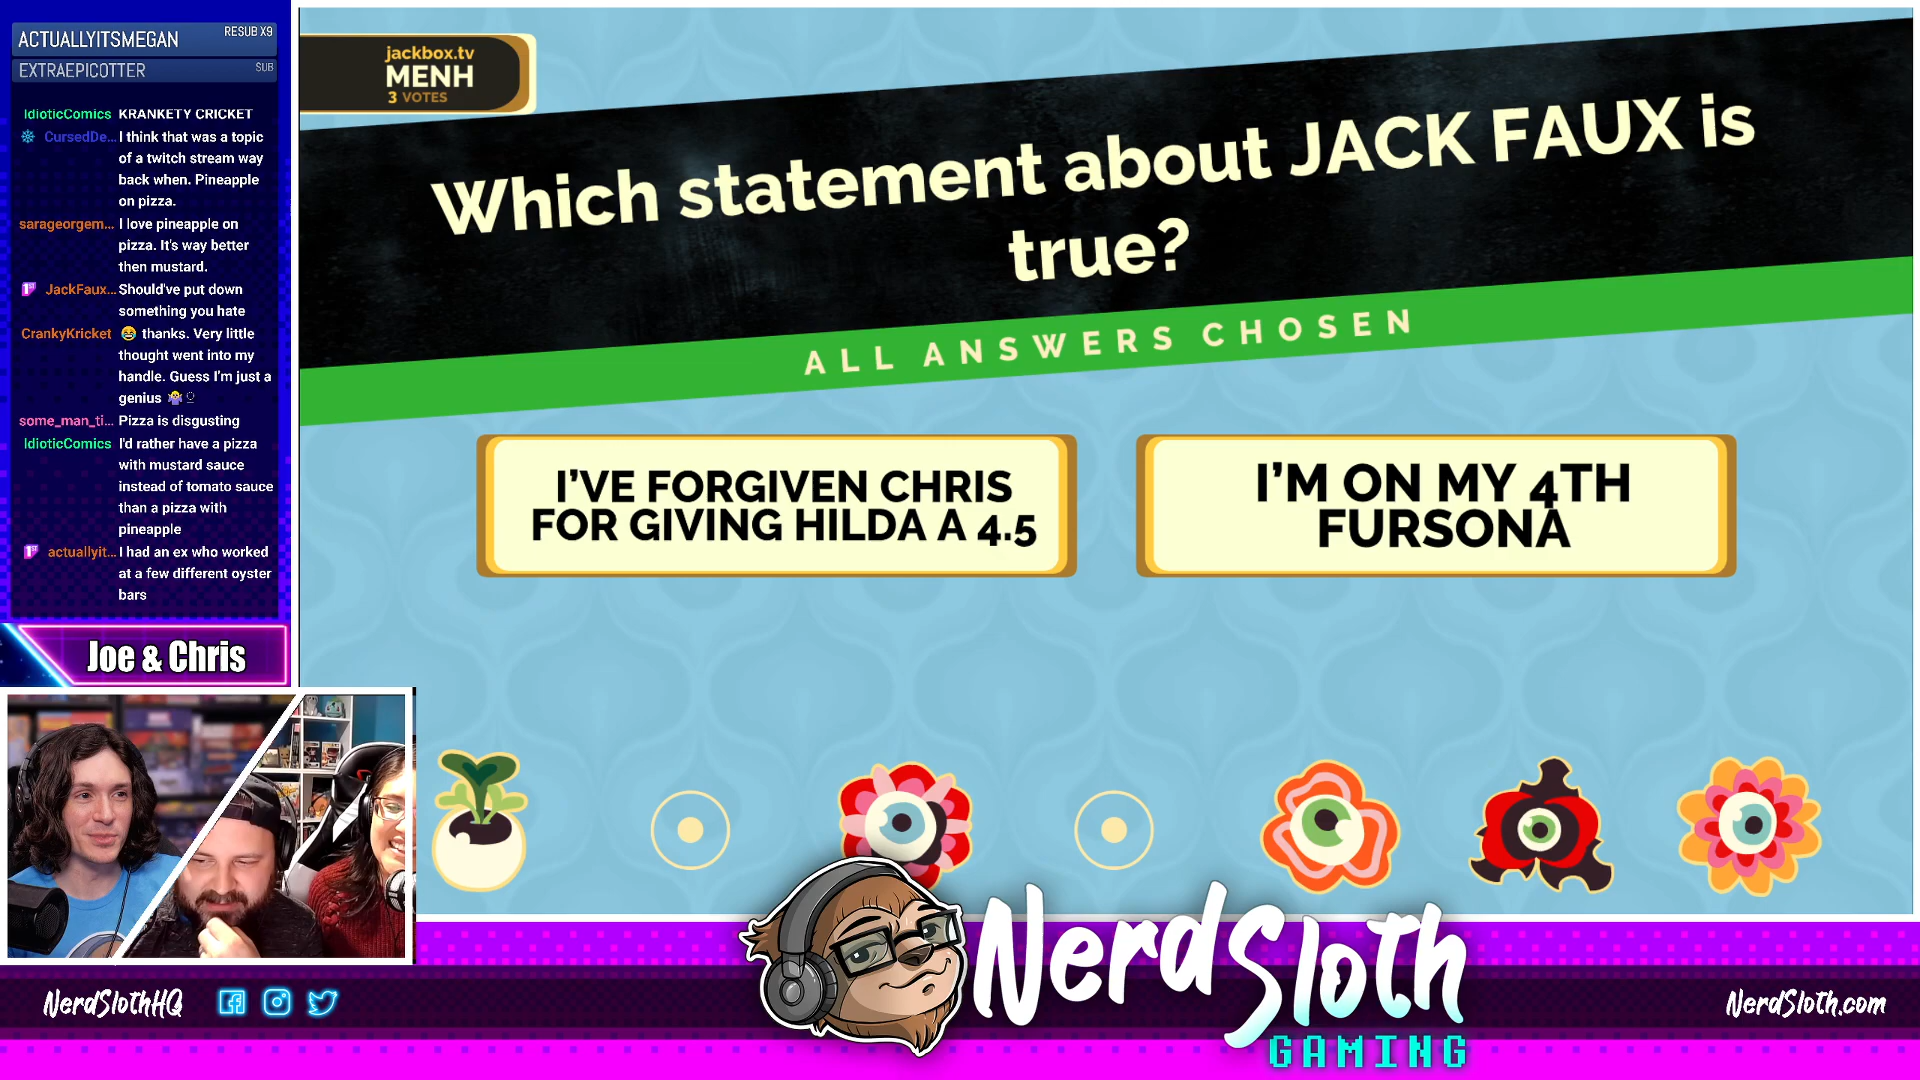 ACTUALLYITSMEGAN RESUB X9
EXTRAEPICOTTER SUB
IdioticComics KRANKETY CRICKET
CursedDe... I think that was a topic
of a twitch stream way
back when. Pineapple
on pizza.
sarageorgem... I love pineapple on
pizza. It's way better
then mustard.
JackFaux... Should've put down
something you hate
CrankyKricket 😂 thanks. Very little
thought went into my
handle. Guess I'm just a
genius 🤷‍♀
some_man_ti... Pizza is disgusting
IdioticComics I'd rather have a pizza
with mustard sauce
instead of tomato sauce
than a pizza with
pineapple
actuallyit... I had an ex who worked
at a few different oyster
bars
Joe & Chris
jackbox.tv
MENH
3 VOTES
Which statement about JACK FAUX is
true?
ALL ANSWERS CHOSEN
I'VE FORGIVEN CHRIS
FOR GIVING HILDA A 4.5
I'M ON MY 4TH
FURSONA
NerdSlothHQ
NerdSloth
GAMING
NerdSloth.com